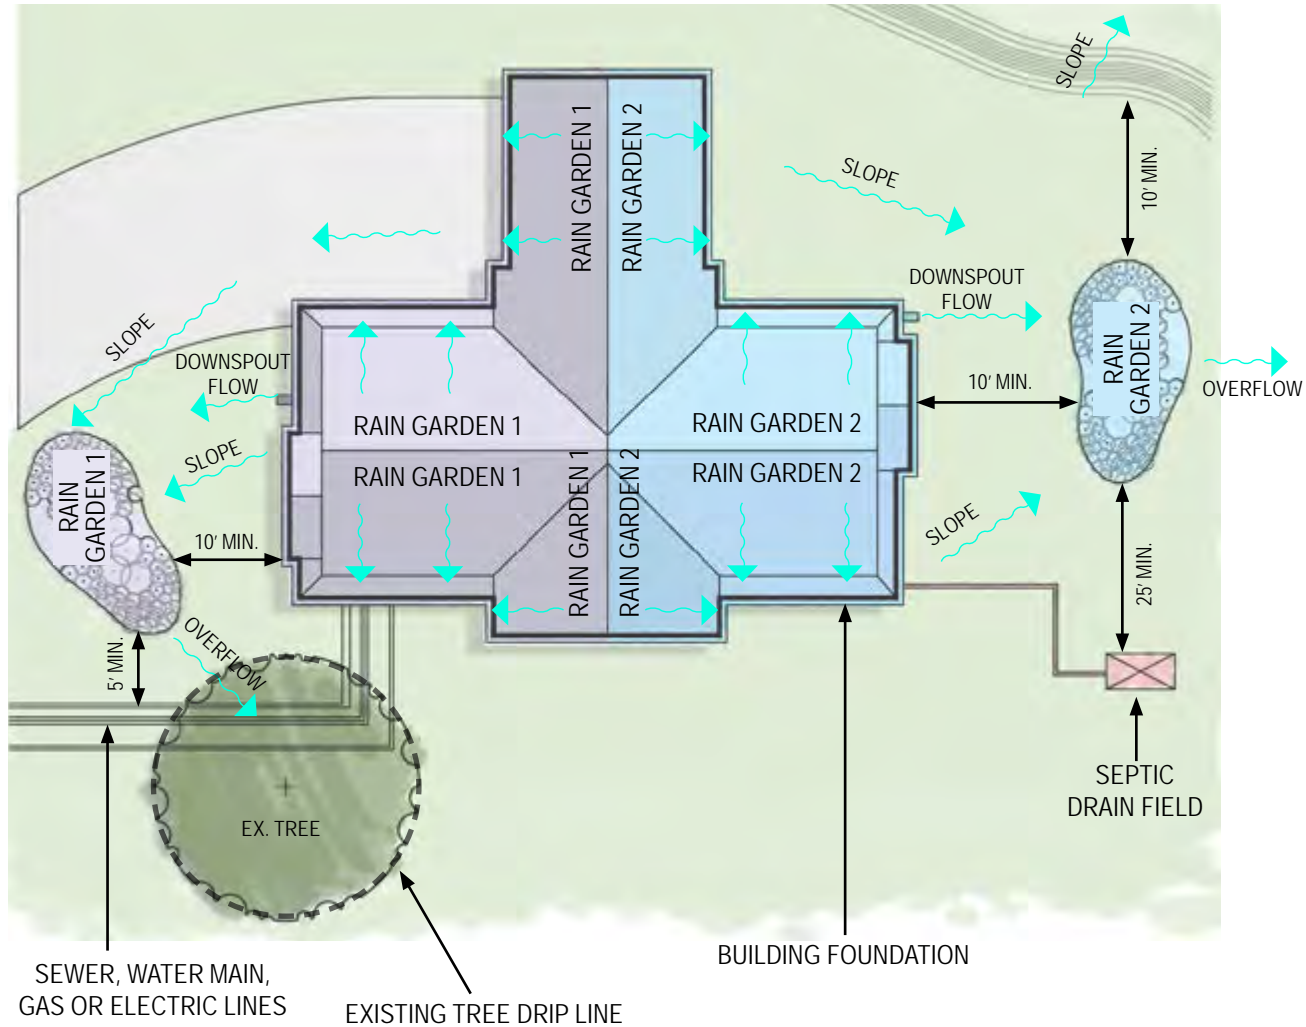 SLOPE
10' MIN.
RAIN GARDEN 1
RAIN GARDEN 2
SLOPE
DOWNSPOUT
FLOW
SLOPE
DOWNSPOUT
FLOW
RAIN
GARDEN 2
OVERFLOW
10' MIN.
RAIN GARDEN 1
RAIN GARDEN 2
RAIN GARDEN 1
RAIN GARDEN 2
SLOPE
RAIN
GARDEN 1
10' MIN.
RAIN GARDEN 1
RAIN GARDEN 2
SLOPE
25' MIN.
OVERFLOW
5' MIN.
EX. TREE
SEPTIC
DRAIN FIELD
BUILDING FOUNDATION
SEWER, WATER MAIN,
GAS OR ELECTRIC LINES
EXISTING TREE DRIP LINE